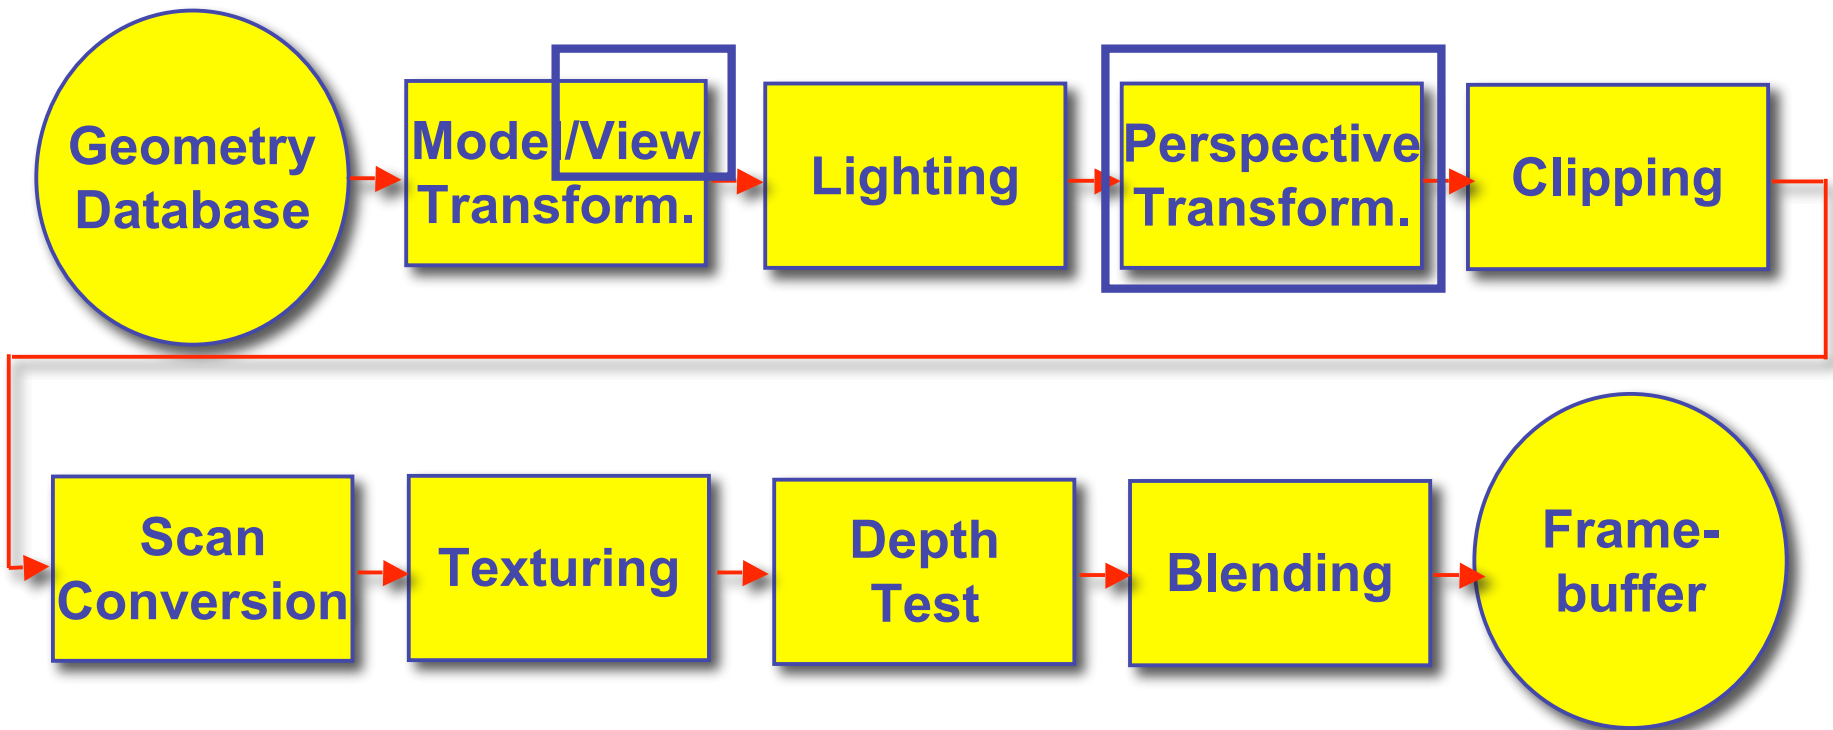 Geometry
Database
Model/View
Transform.
Lighting
Perspective
Transform.
Clipping
Scan
Conversion
Texturing
Depth
Test
Blending
Frame-
buffer